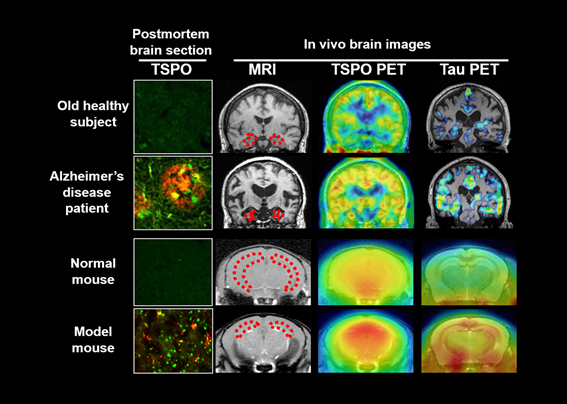 Postmortem
brain section
In vivo brain images
TSPO
MRI
TSPO PET
Tau PET
Old healthy
subject
Alzheimer's
disease
patient
Normal
mouse
Model
mouse